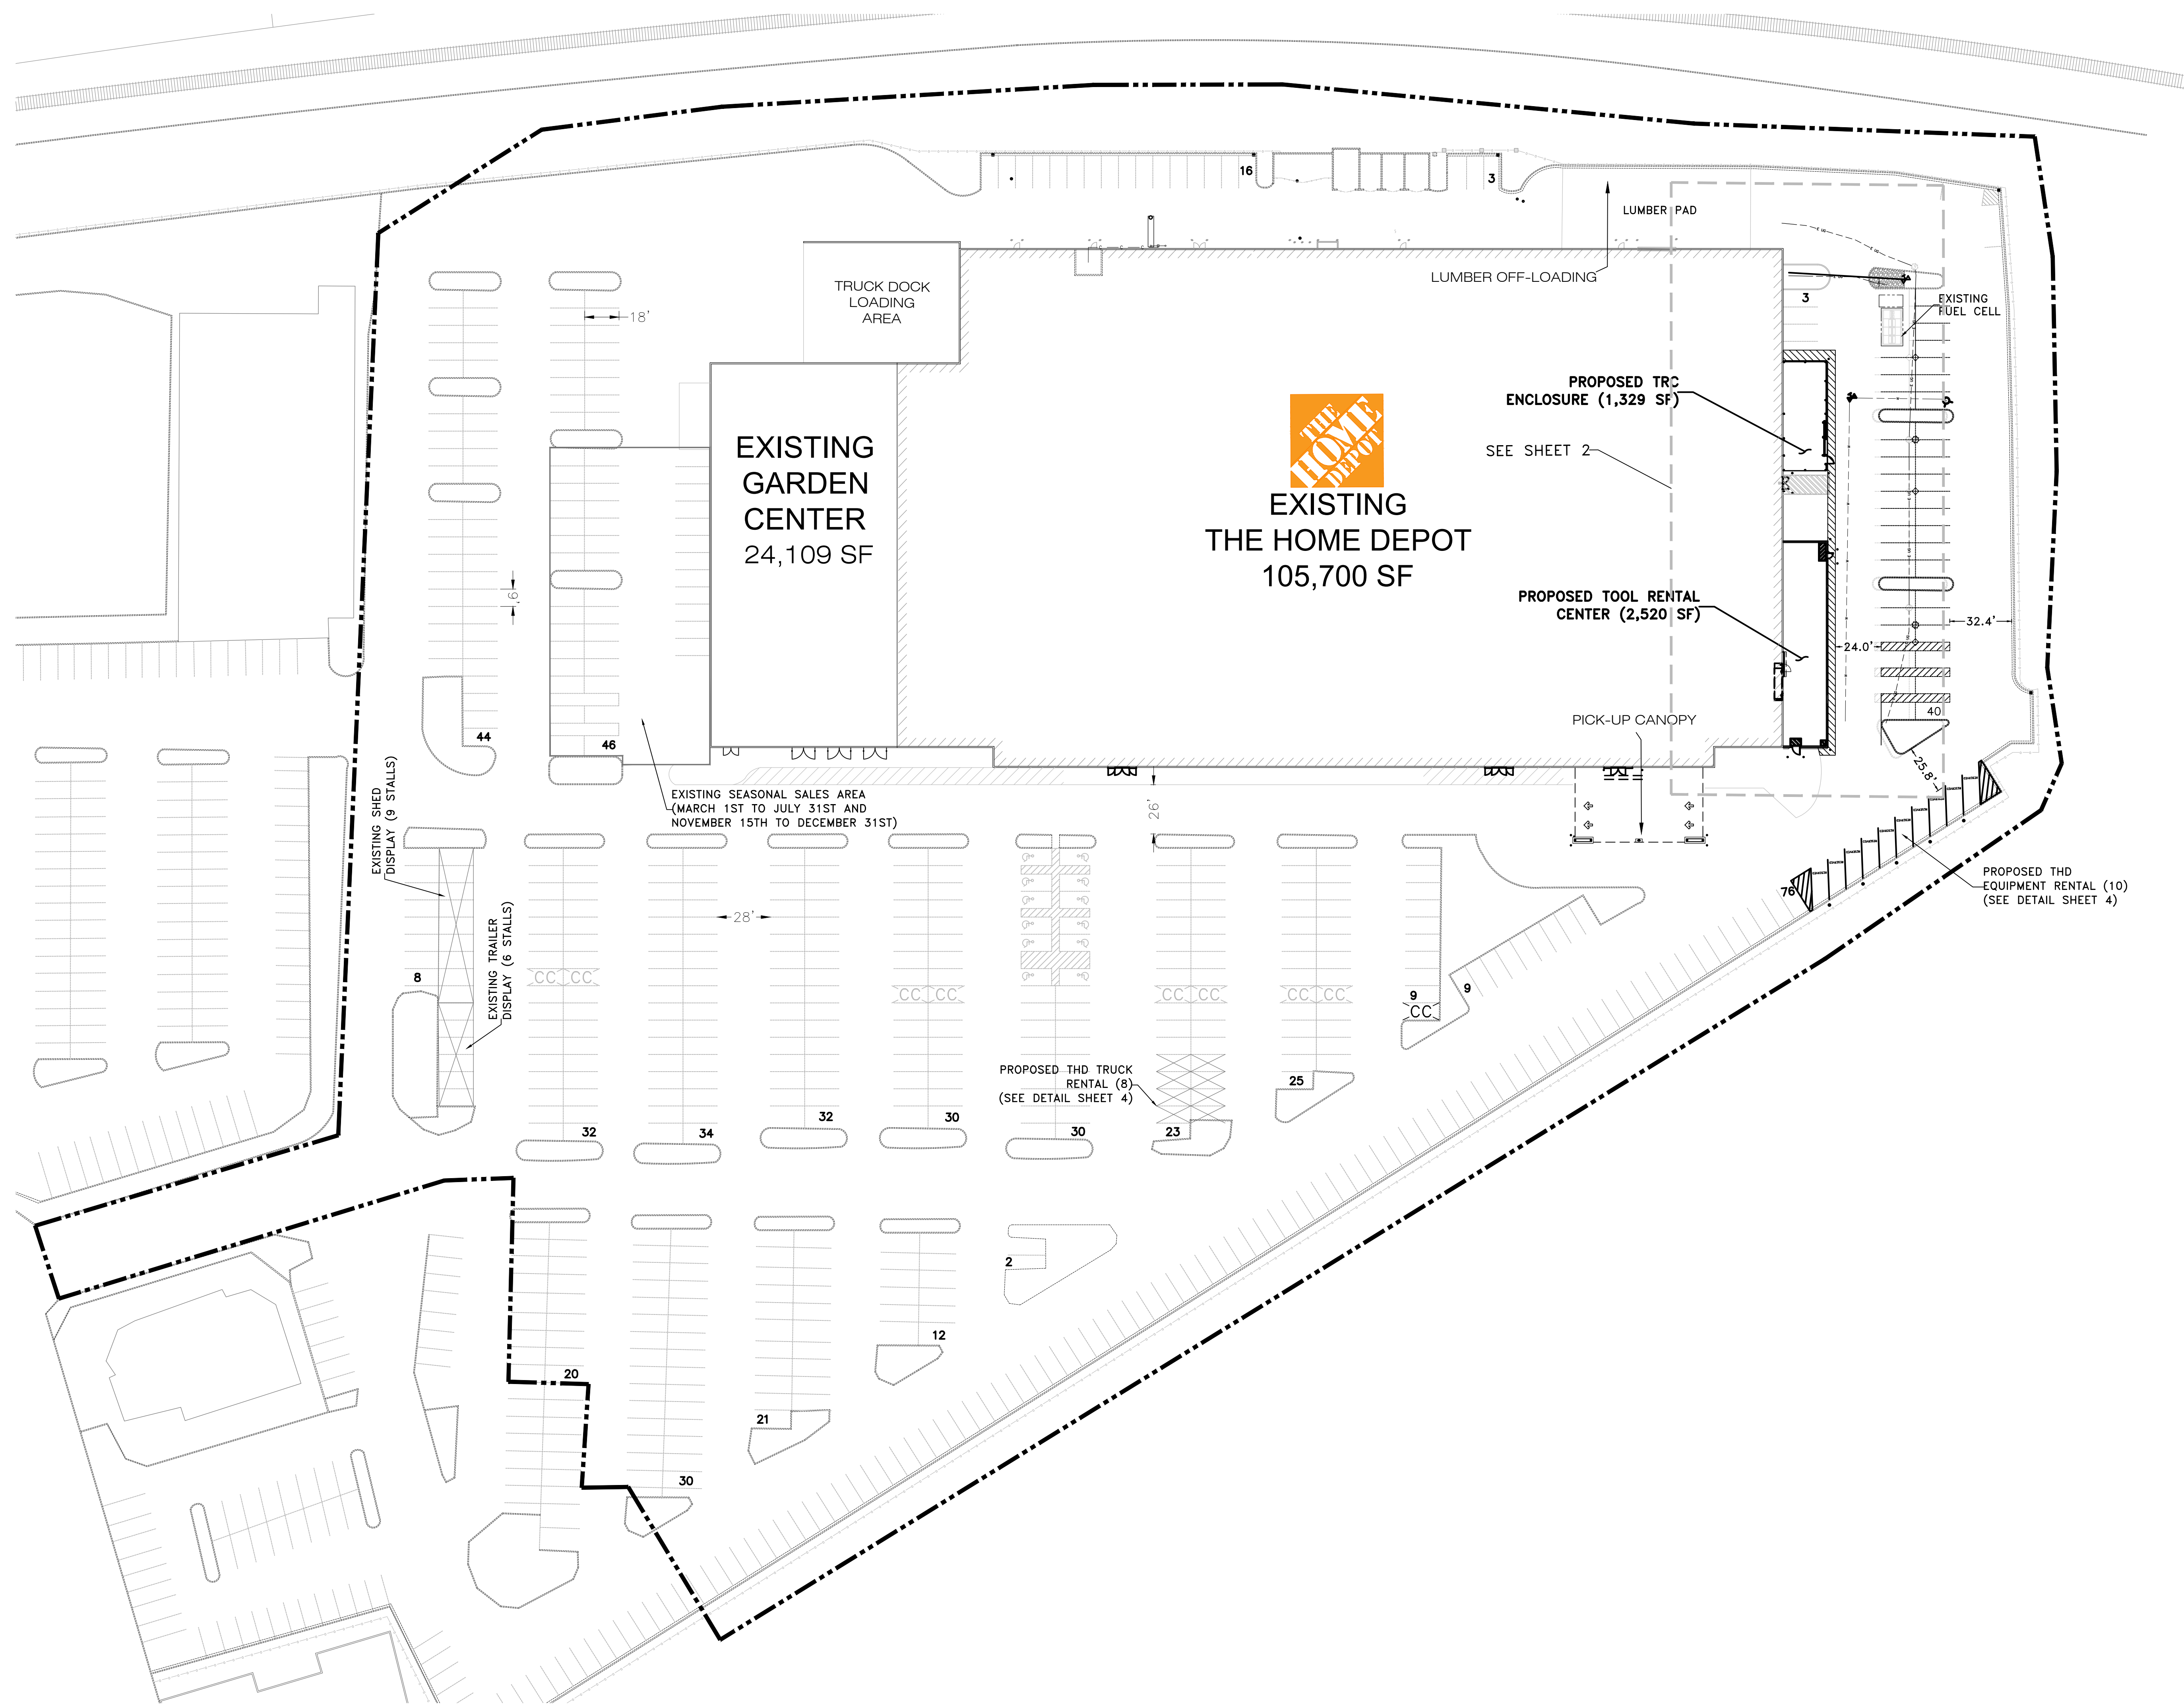 16
3
LUMBER PAD
TRUCK DOCK
LOADING
AREA
LUMBER OFF-LOADING
3
EXISTING
FUEL CELL
18'
PROPOSED TRC
ENCLOSURE (1,329 SF)
THE
HOME
DEPOT
EXISTING
GARDEN
CENTER
24,109 SF
SEE SHEET 2
EXISTING
THE HOME DEPOT
105,700 SF
9'
PROPOSED TOOL RENTAL
CENTER (2,520 SF)
32.4'
24.0'
40
PICK-UP CANOPY
44
46
25.8'
EXISTING SEASONAL SALES AREA
(MARCH 1ST TO JULY 31ST AND
NOVEMBER 15TH TO DECEMBER 31ST)
26'
EXISTING SHED
DISPLAY (9 STALLS)
PROPOSED THD
EQUIPMENT RENTAL (10)
(SEE DETAIL SHEET 4)
76
28'
8
EXISTING TRAILER
DISPLAY (6 STALLS)
CC CC
CC CC
CC CC
CC CC
9
9
CC
PROPOSED THD TRUCK
RENTAL (8)
(SEE DETAIL SHEET 4)
25
32
34
32
30
30
23
2
12
20
21
30